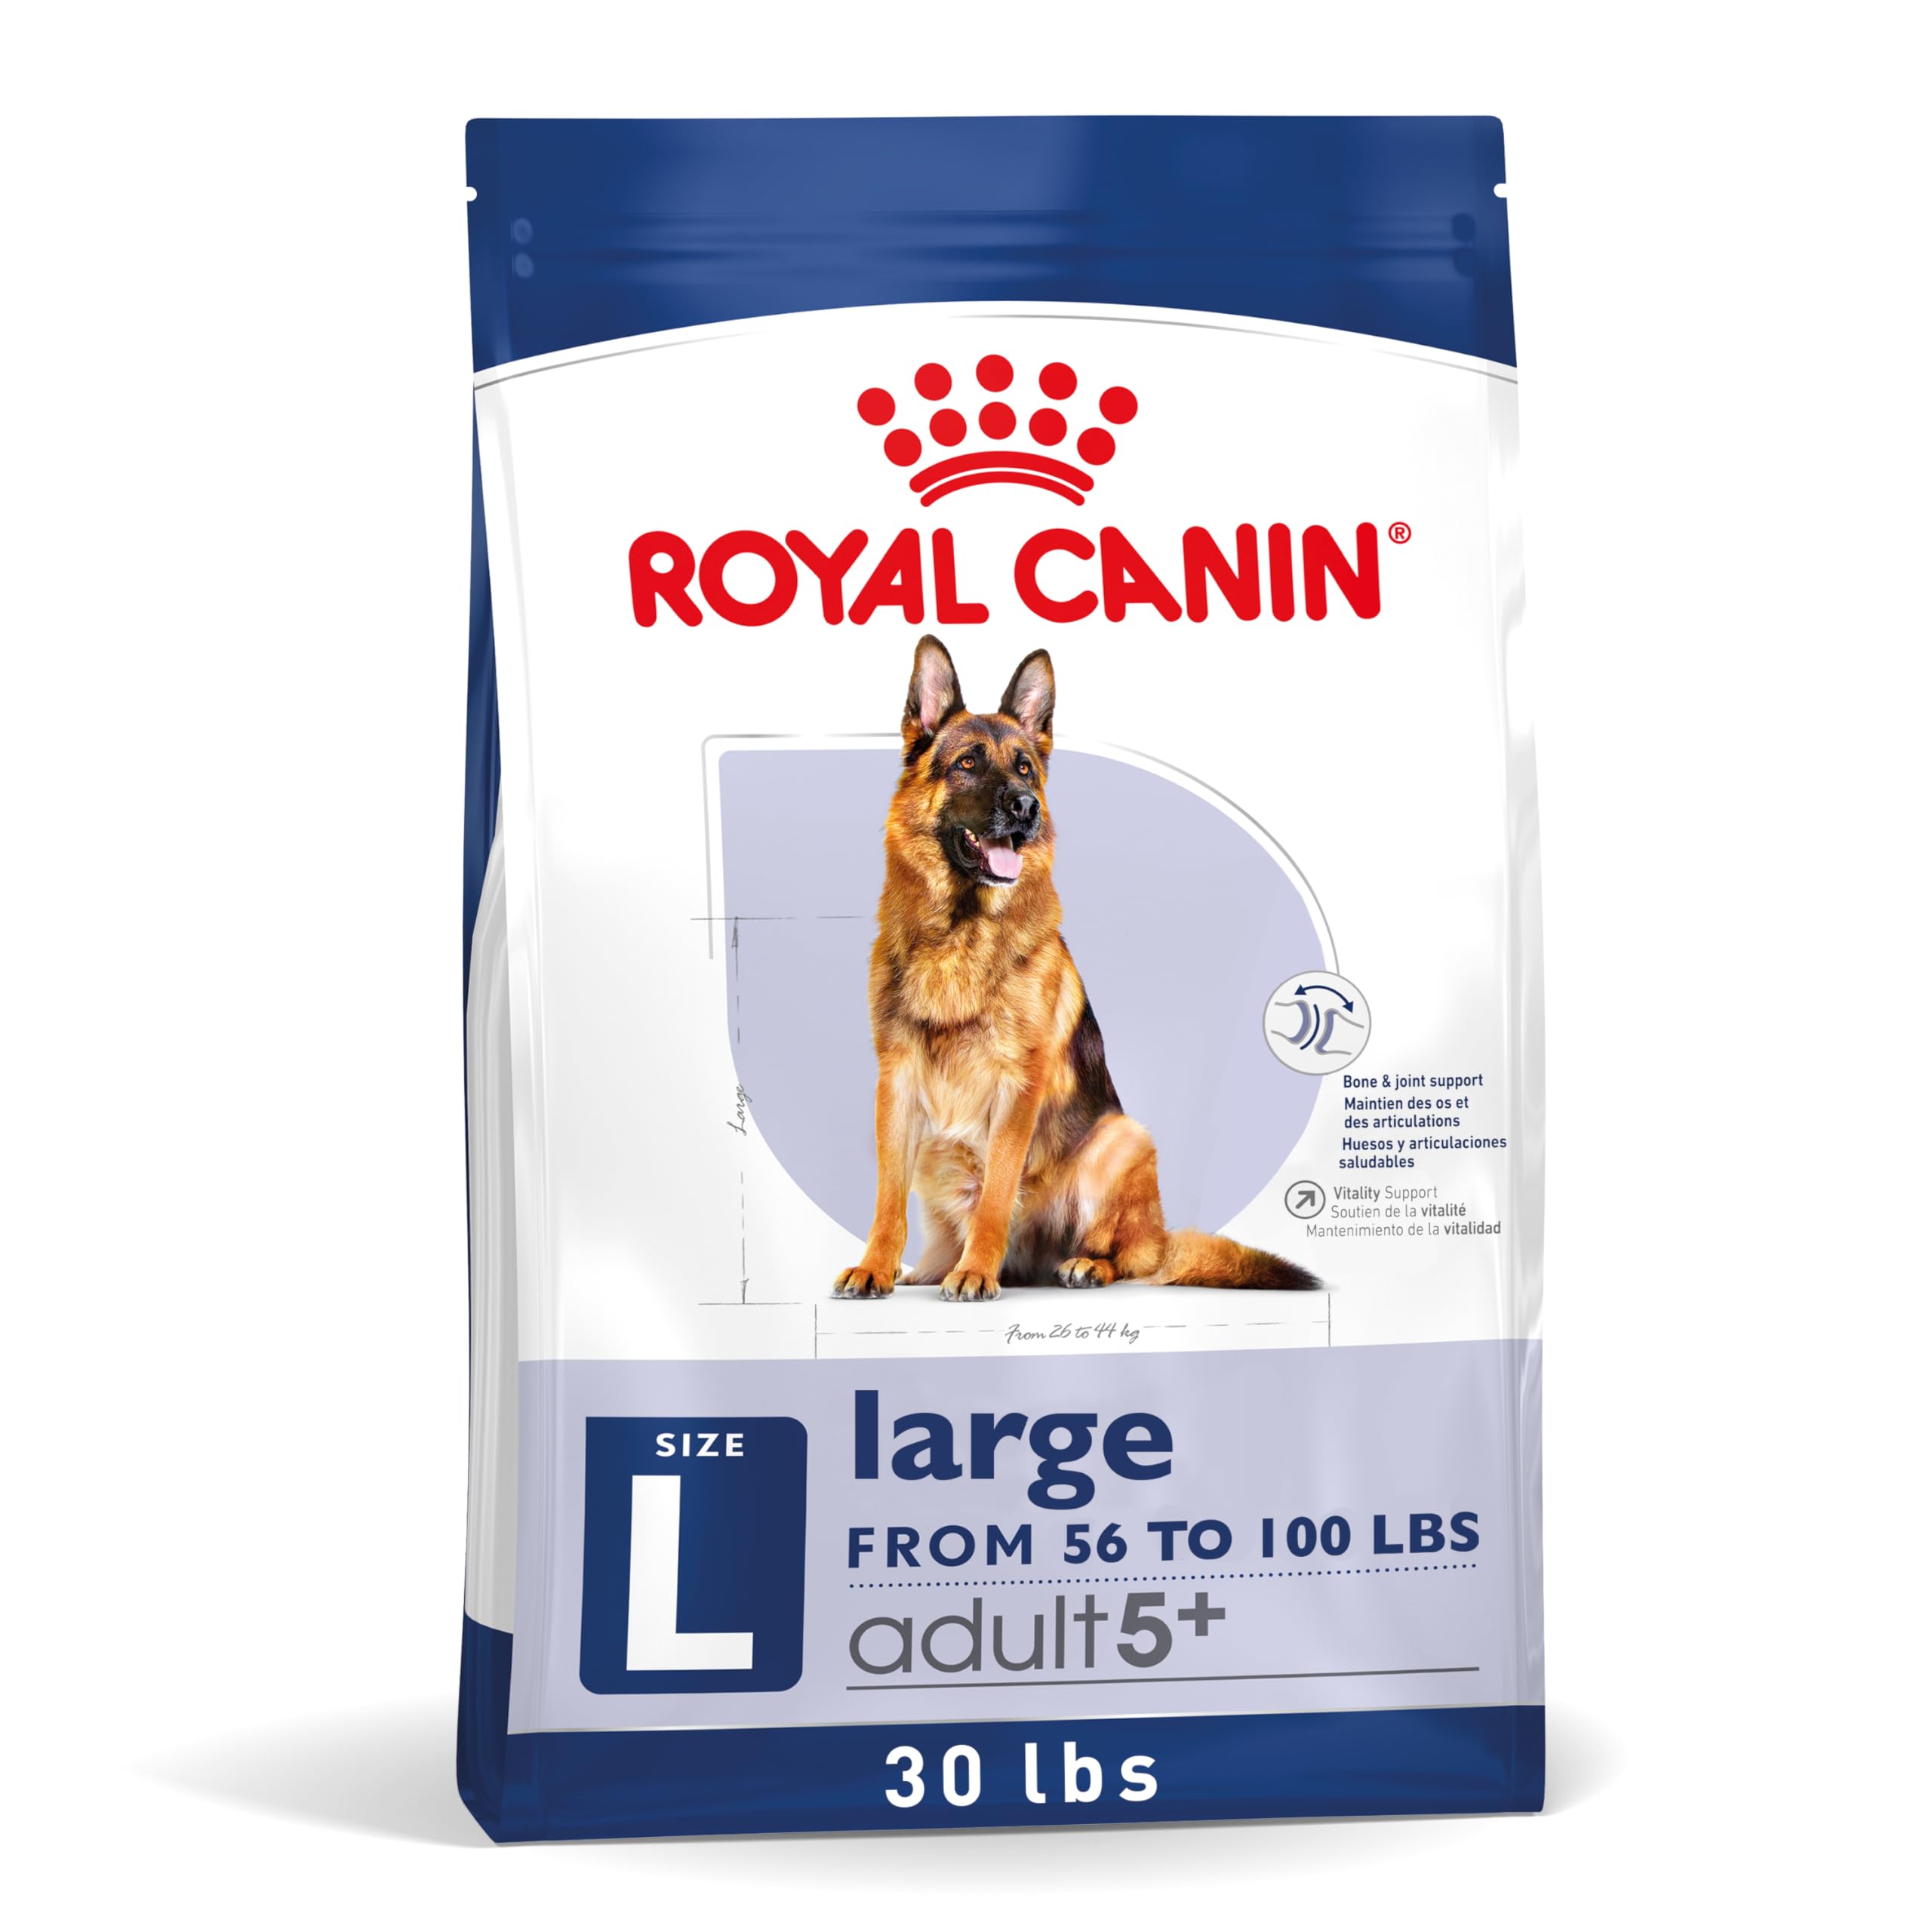 ROYAL CANIN®
Bone & joint support
Maintien des os et
des articulations
Huesos y articulaciones
saludables
Vitality Support
Soutien de la vitalité
Mantenimiento de la vitalidad
Large
From 26 to 44 kg
SIZE
L
large
FROM 56 TO 100 LBS
adult 5+
30 lbs